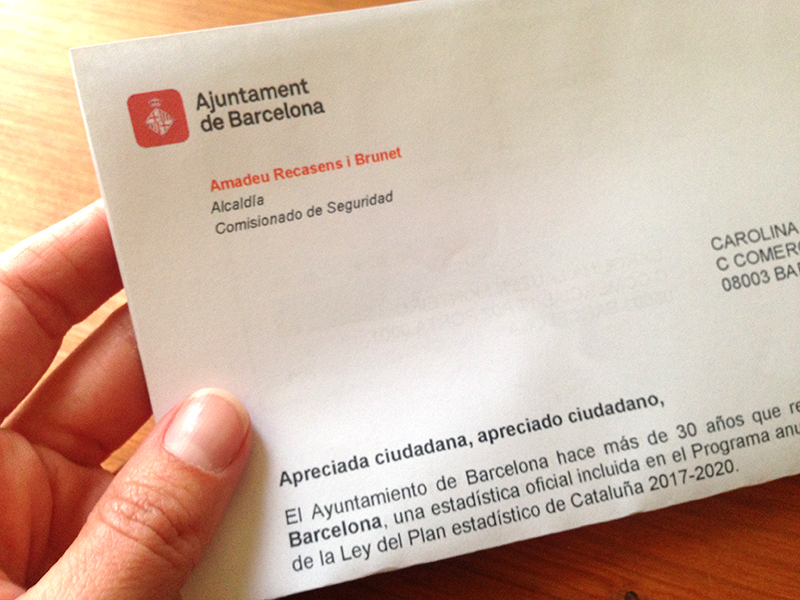 Ajuntament
de Barcelona
Amadeu Recasens i Brunet
Alcaldía
Comisionado de Seguridad
CAROLINA
C COMERÇ
08003 BA
Apreciada ciudadana, apreciado ciudadano,
El Ayuntamiento de Barcelona hace más de 30 años que re
Barcelona, una estadística oficial incluida en el Programa anu
de la Ley del Plan estadístico de Cataluña 2017-2020.